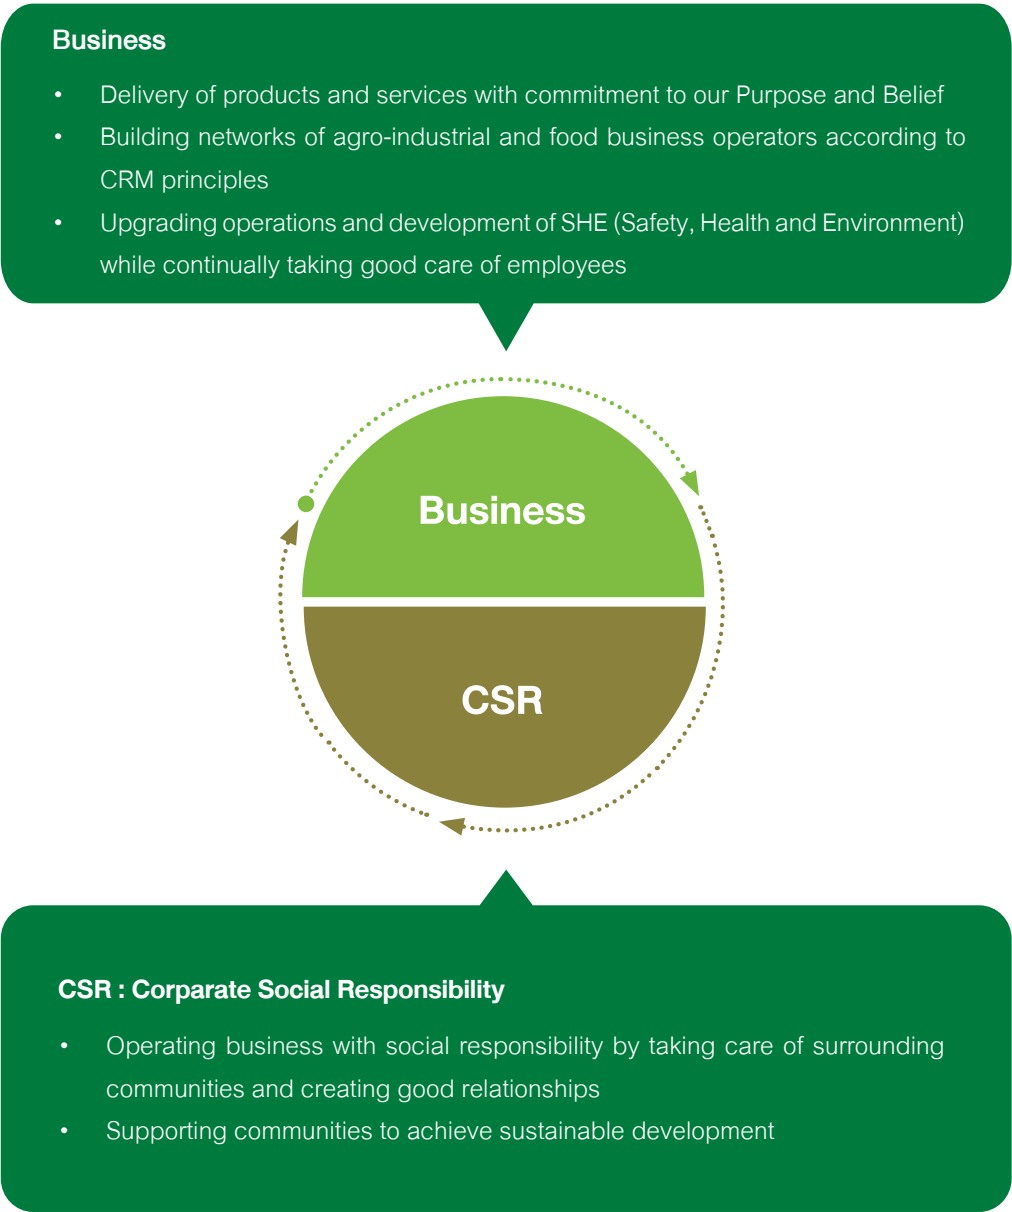 Business
• Delivery of products and services with commitment to our Purpose and Belief
• Building networks of agro-industrial and food business operators according to
CRM principles
• Upgrading operations and development of SHE (Safety, Health and Environment)
while continually taking good care of employees
Business
CSR
CSR : Corparate Social Responsibility
• Operating business with social responsibility by taking care of surrounding
communities and creating good relationships
• Supporting communities to achieve sustainable development